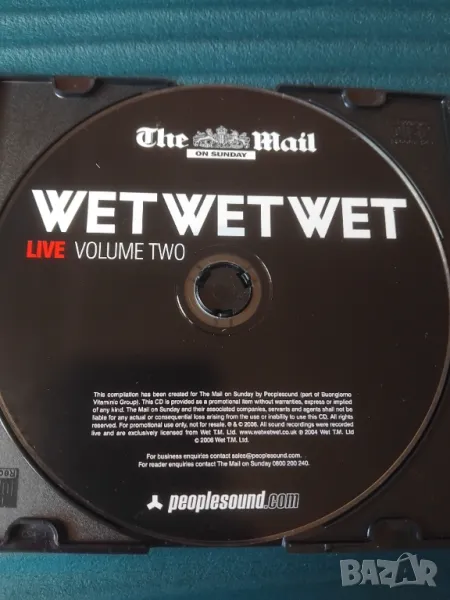 The Mail
ON SUNDAY
WET WET WET
LIVE VOLUME TWO
This compilation has been created for The Mail on Sunday by Peoplesound (part of Buongiorno
Vitaminic Group). This CD is provided as a promotional item without warranties, express or implied
of any kind. The Mail on Sunday and their associated companies, servants and agents shall not be
liable for any actual or consequential loss arising from the use or inability to use this CD. All rights
reserved. For promotional use only, not for resale. ℗ & © 2006. All sound recordings were recorded
live and are exclusively licensed from Wet T.M. Ltd. www.wetwetwet.co.uk ℗ 2004 Wet T.M. Ltd
© 2006 Wet T.M. Ltd.
For business enquiries contact sales@peoplesound.com.
For reader enquiries contact The Mail on Sunday 0800 260 240.
peoplesound.com
BAZAR